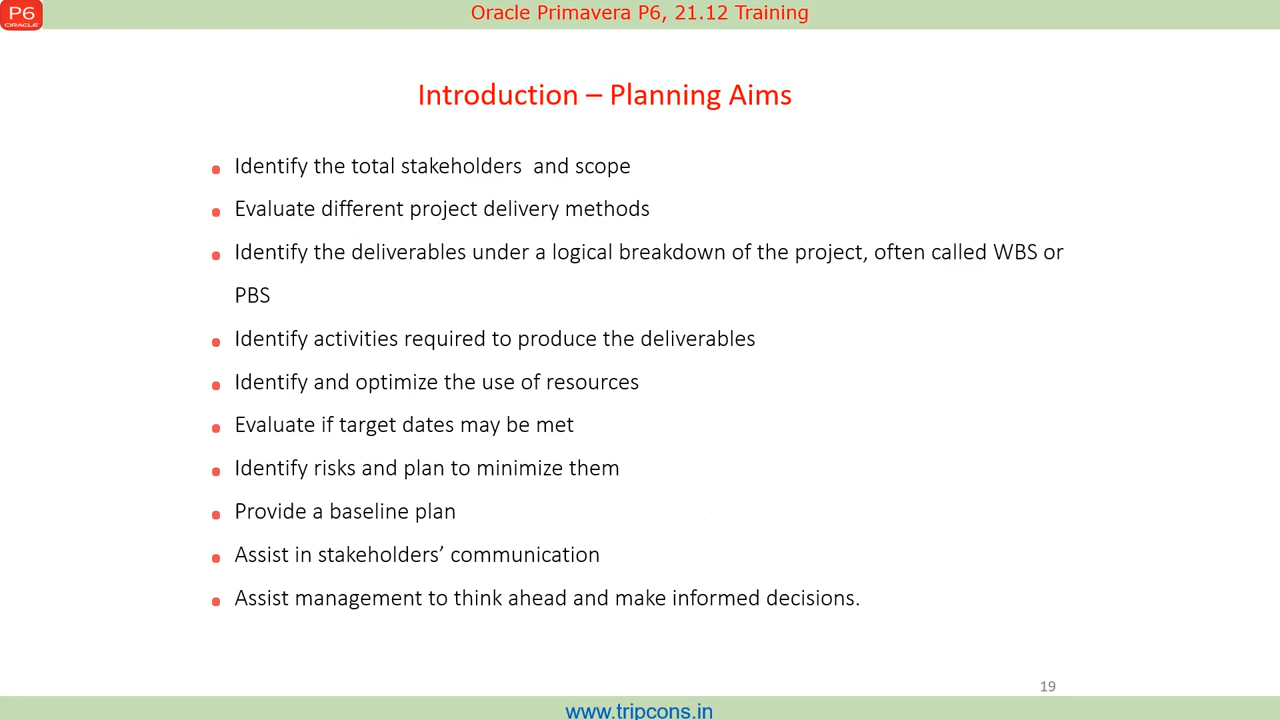 P6
ORACLE
Oracle Primavera P6, 21.12 Training
Introduction – Planning Aims
Identify the total stakeholders  and scope
Evaluate different project delivery methods
Identify the deliverables under a logical breakdown of the project, often called WBS or
PBS
Identify activities required to produce the deliverables
Identify and optimize the use of resources
Evaluate if target dates may be met
Identify risks and plan to minimize them
Provide a baseline plan
Assist in stakeholders’ communication
Assist management to think ahead and make informed decisions.
19
www.tripcons.in